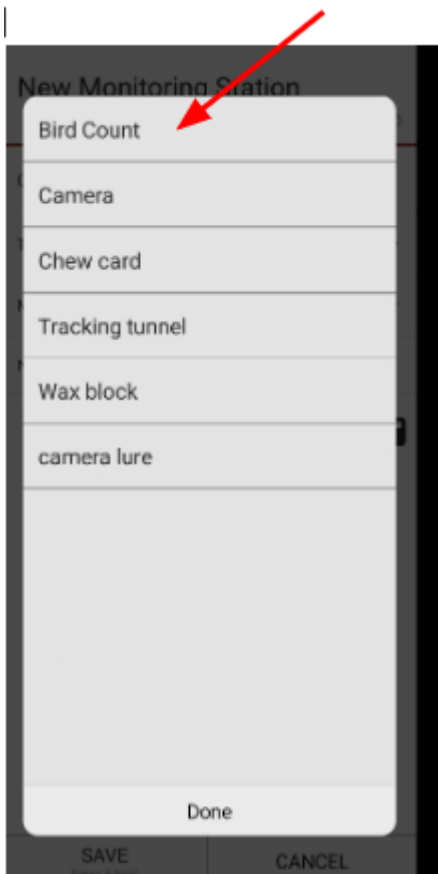 New Monitoring Station
Bird Count
Camera
Chew card
Tracking tunnel
Wax block
camera lure
Done
SAVE
CANCEL